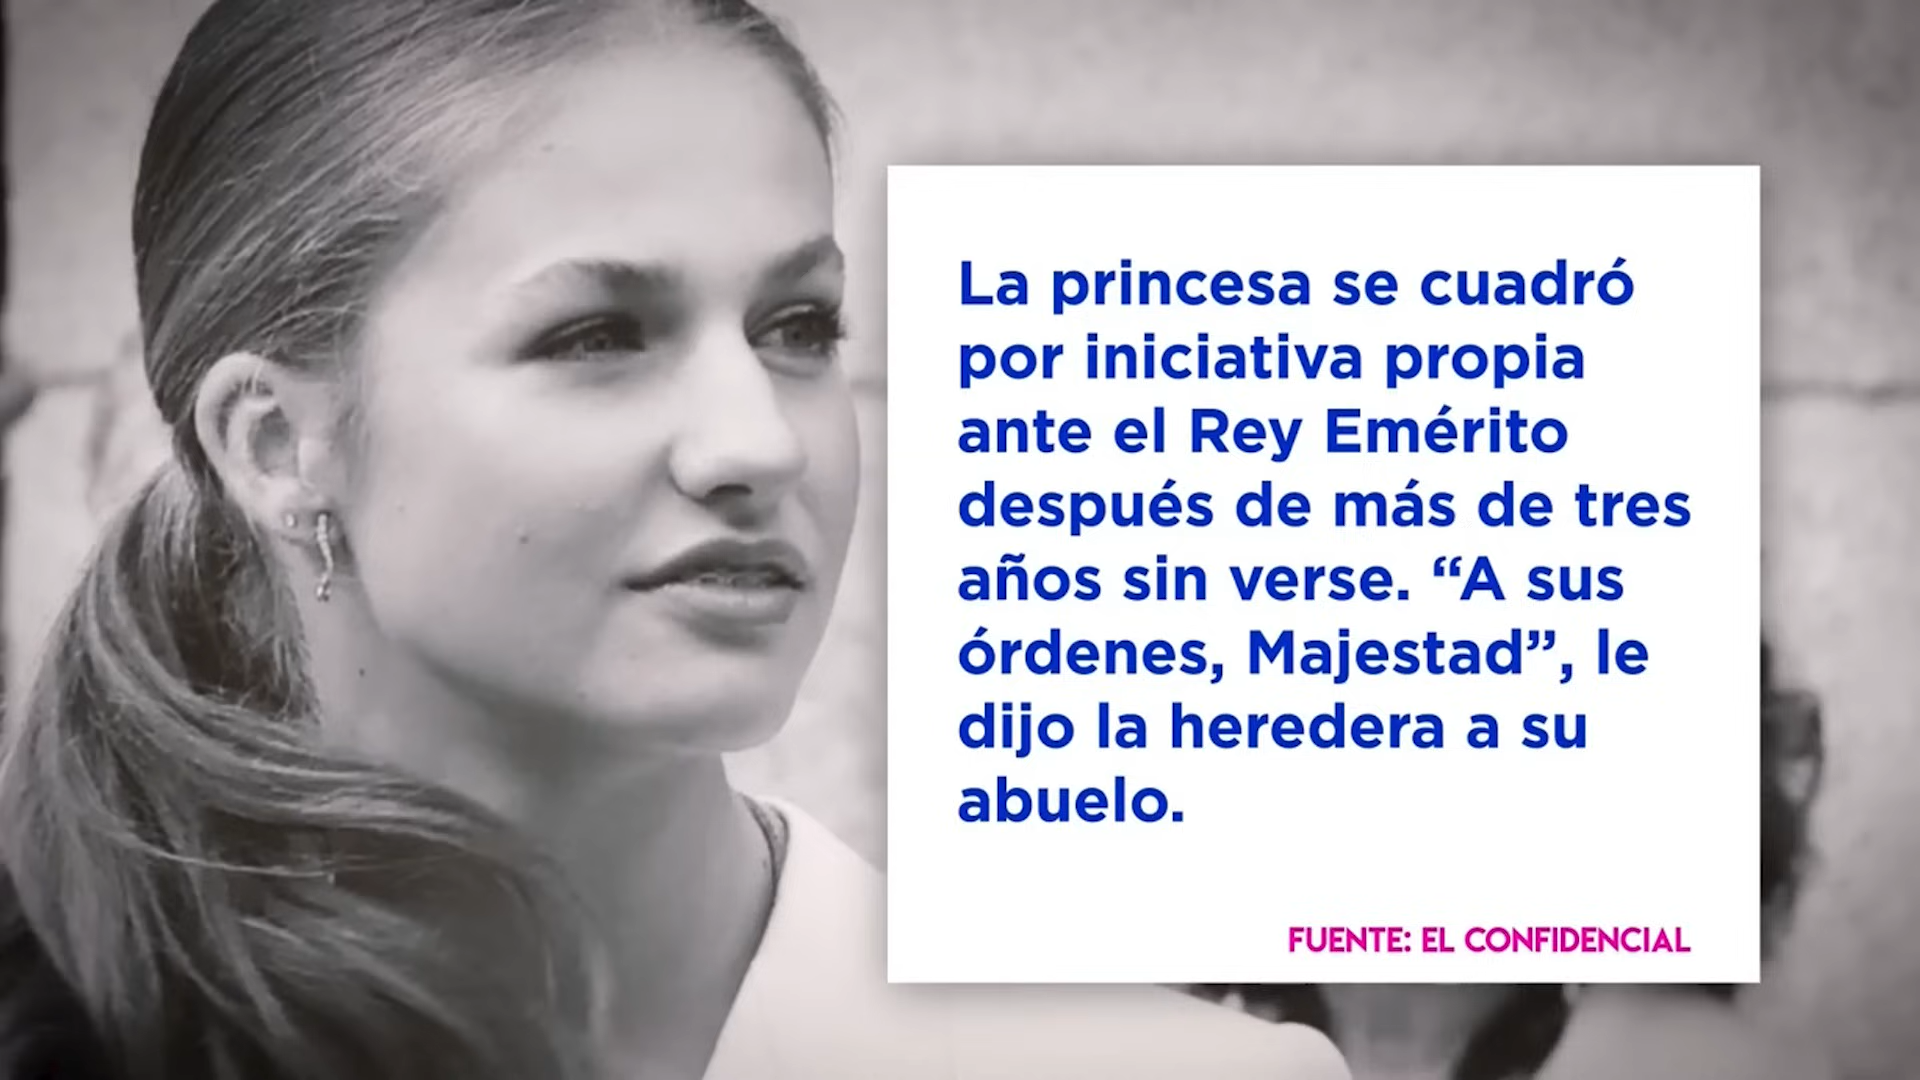 La princesa se cuadró
por iniciativa propia
ante el Rey Emérito
después de más de tres
años sin verse. “A sus
órdenes, Majestad”, le
dijo la heredera a su
abuelo.
FUENTE: EL CONFIDENCIAL